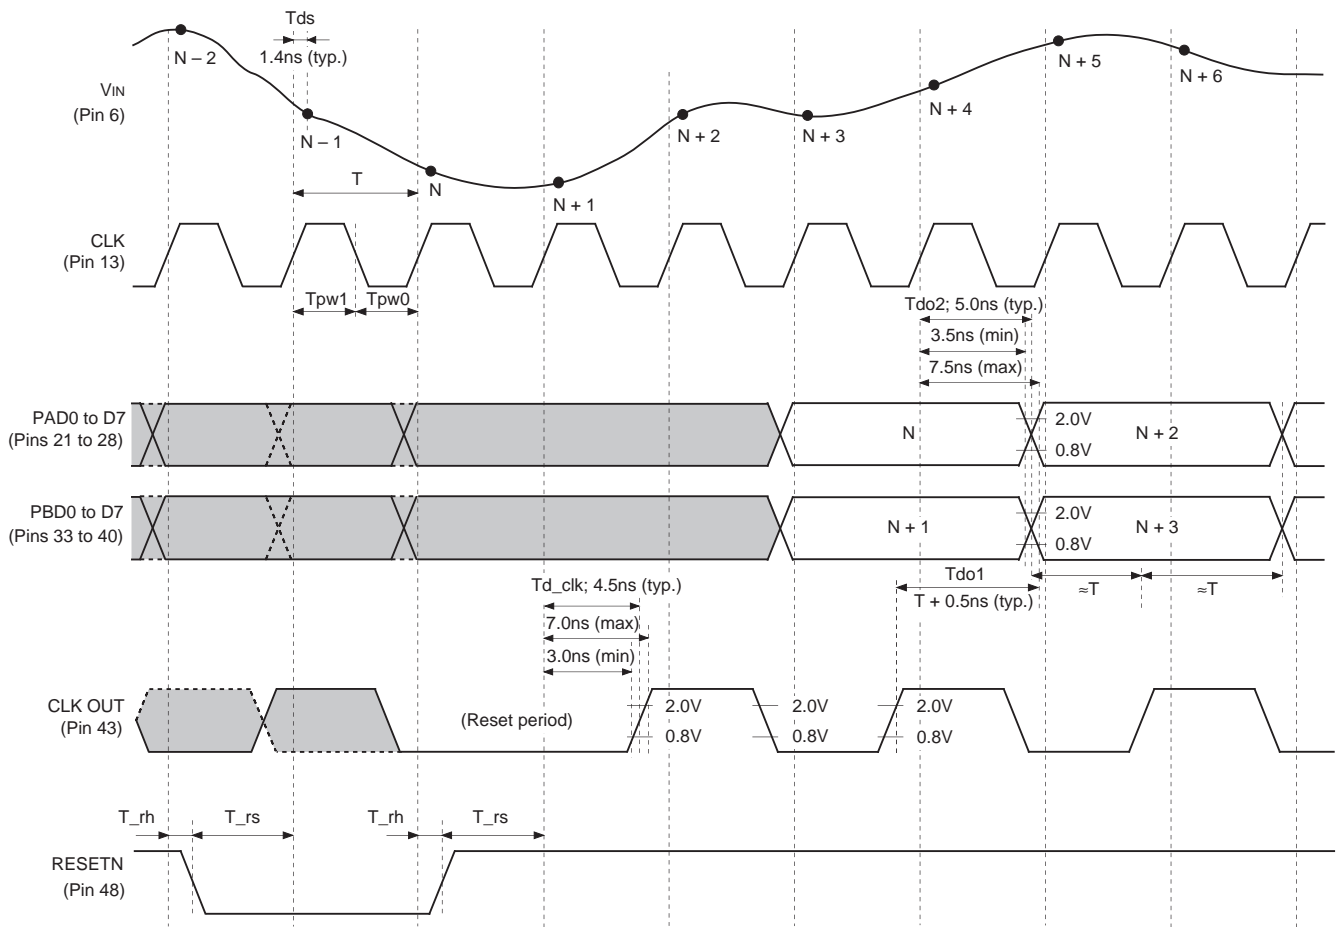 Tds
1.4ns (typ.)
VIN
(Pin 6)
N – 2
N – 1
N
N + 1
N + 2
N + 3
N + 4
N + 5
N + 6
T
CLK
(Pin 13)
Tpw1
Tpw0
Tdo2; 5.0ns (typ.)
3.5ns (min)
7.5ns (max)
PAD0 to D7
(Pins 21 to 28)
N
2.0V
0.8V
N + 2
PBD0 to D7
(Pins 33 to 40)
N + 1
2.0V
0.8V
N + 3
Td_clk; 4.5ns (typ.)
7.0ns (max)
3.0ns (min)
Tdo1
T + 0.5ns (typ.)
≈T
≈T
CLK OUT
(Pin 43)
(Reset period)
2.0V
0.8V
2.0V
0.8V
2.0V
0.8V
T_rh
T_rs
T_rh
T_rs
RESETN
(Pin 48)